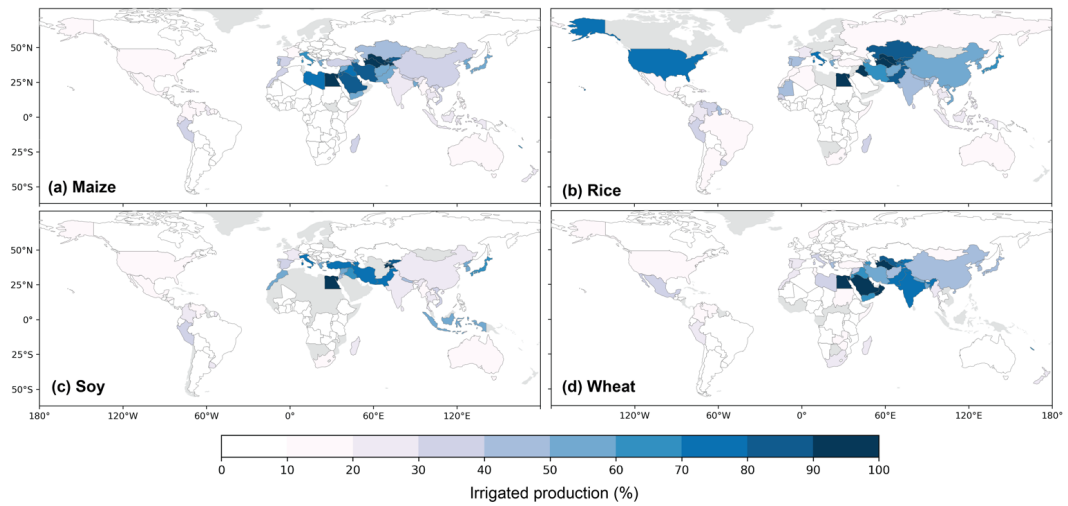 50°N
25°N
0°
25°S
50°S
(a) Maize
(b) Rice
50°N
25°N
0°
25°S
50°S
(c) Soy
(d) Wheat
180° 120°W 60°W 0° 60°E 120°E
120°W 60°W 0° 60°E 120°E 180°
0 10 20 30 40 50 60 70 80 90 100
Irrigated production (%)